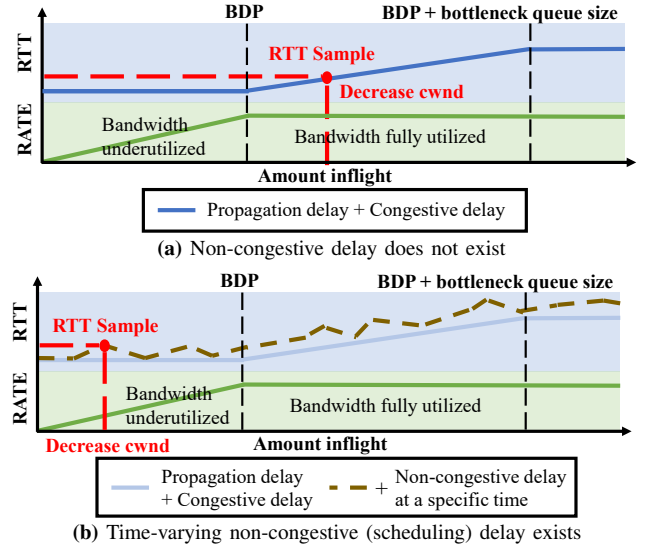 BDP
BDP + bottleneck queue size
RTT
RTT Sample
Decrease cwnd
RATE
Bandwidth
underutilized
Bandwidth fully utilized
Amount inflight
Propagation delay + Congestive delay
(a) Non-congestive delay does not exist
BDP
BDP + bottleneck queue size
RTT
RTT Sample
RATE
Bandwidth
underutilized
Bandwidth fully utilized
Decrease cwnd
Amount inflight
Propagation delay
+ Congestive delay
+ Non-congestive delay
at a specific time
(b) Time-varying non-congestive (scheduling) delay exists